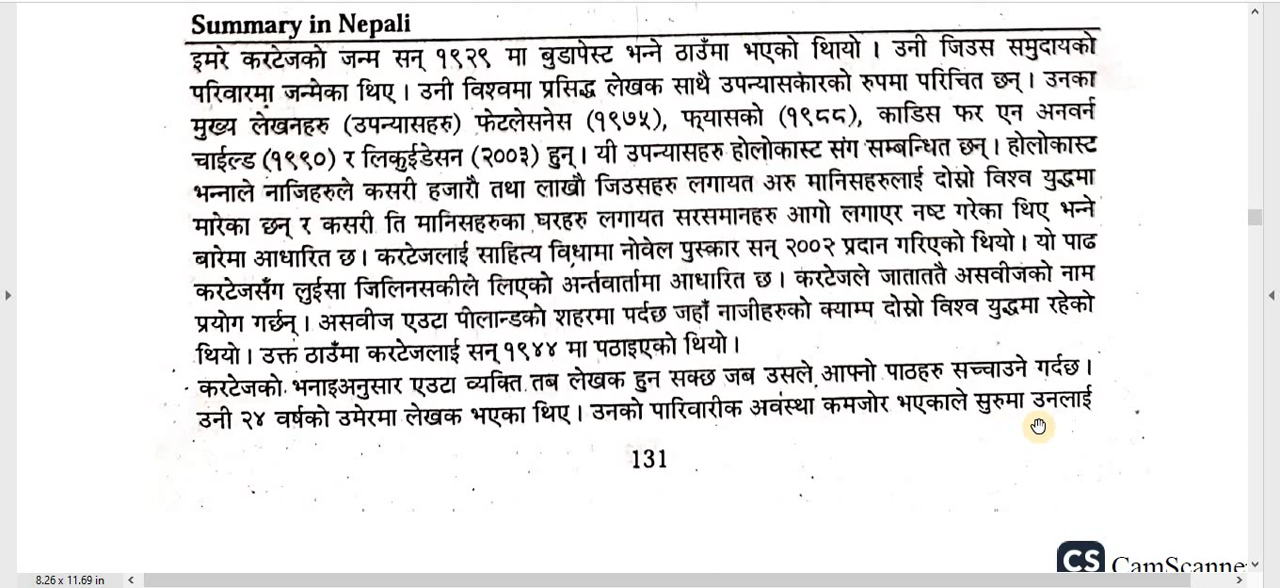 Summary in Nepali
इमरे करटेजको जन्म सन् १९२९ मा बुडापेस्ट भन्ने ठाउँमा भएको थिायो । उनी जिउस समुदायको
परिवारमा जन्मेका थिए । उनी विश्वमा प्रसिद्ध लेखक साथै उपन्यासकारको रुपमा परिचित छन् । उनका
मुख्य लेखनहरु (उपन्यासहरु) फेटलेसनेस (१९७५), फ्यासको (१९८८), काडिस फर एन अनवर्न
चाईल्ड (१९९०) र लिकुईडेसन (२००३) हुन् । यी उपन्यासहरु होलोकास्ट संग सम्बन्धित छन् । होलोकास्ट
भन्नाले नाजिहरुले कसरी हजारौ तथा लाखौ जिउसहरु लगायत अरु मानिसहरुलाई दोस्रो विश्व युद्धमा
मारेका छन् र कसरी ति मानिसहरुका घरहरु लगायत सरसमानहरु आगो लगाएर नष्ट गरेका थिए भन्ने
बारेमा आधारित छ । करटेजलाई साहित्य विधामा नोवेल पुस्कार सन् २००२ प्रदान गरिएको थियो । यो पाढ
करटेजसँग लुईसा जिलिनसकीले लिएको अर्न्तवार्तामा आधारित छ । करटेजले जाताततै असवीजको नाम
प्रयोग गर्छन् । असवीज एउटा पोलान्डको शहरमा पर्दछ जहाँ नाजीहरुको क्याम्प दोस्रो विश्व युद्धमा रहेको
थियो । उक्त ठाउँमा करटेजलाई सन् १९४४ मा पठाइएको थियो ।
करटेजको भनाइअनुसार एउटा व्यक्ति तब लेखक हुन सक्छ जब उसले आफ्नो पाठहरु सच्चाउने गर्दछ ।
उनी २४ वर्षको उमेरमा लेखक भएका थिए । उनको पारिवारीक अवस्था कमजोर भएकाले सुरुमा उनलाई
131
CS CamScanne
8.26 x 11.69 in